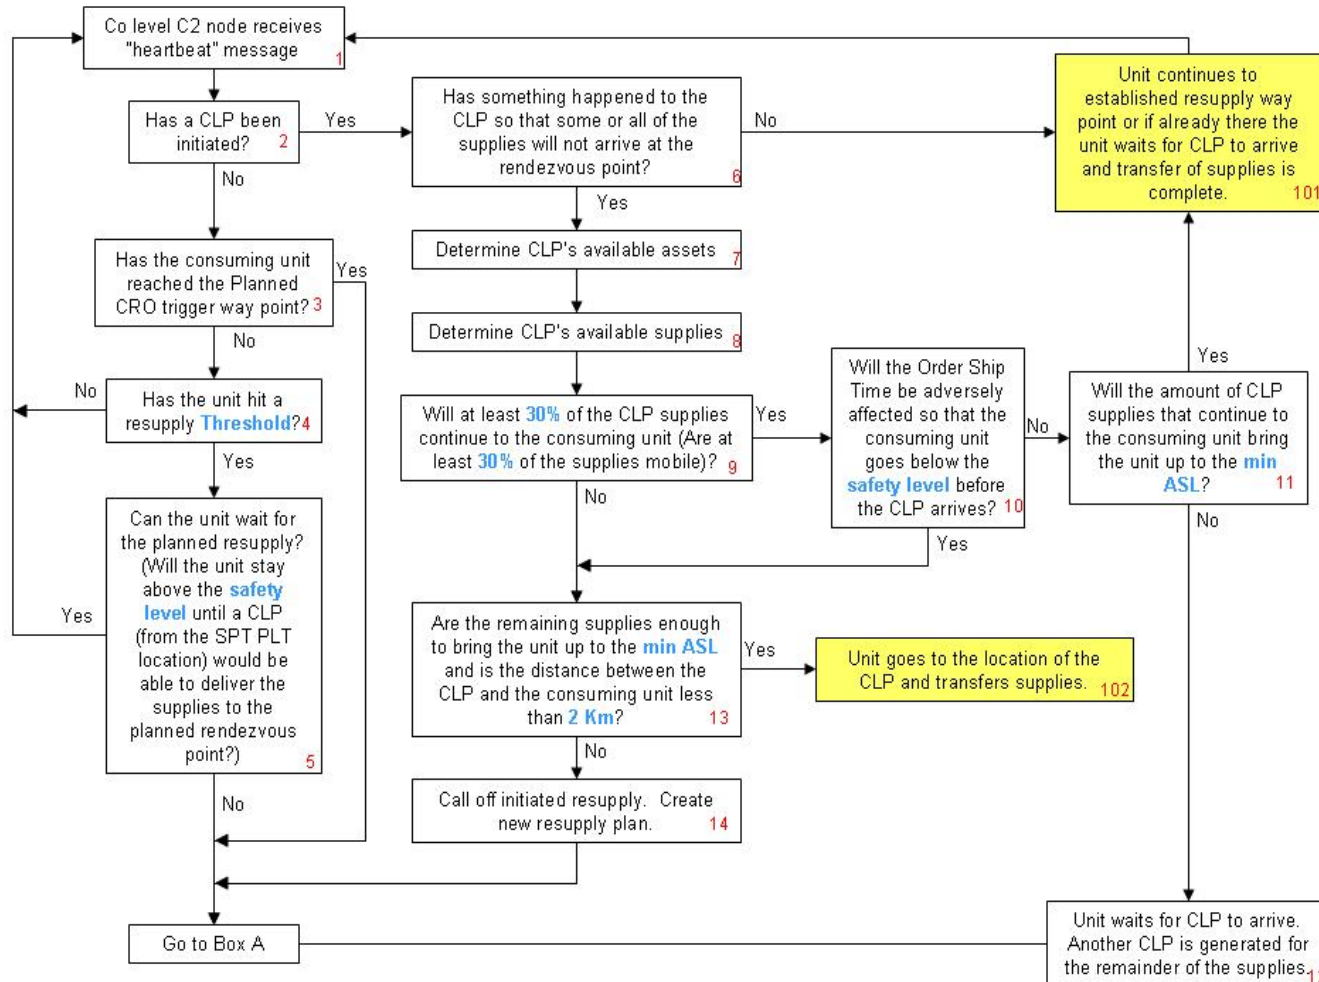 Co level C2 node receives
"heartbeat" message
1
Has a CLP been
initiated? 2
Yes
No
Has the consuming unit
reached the Planned
CRO trigger way point? 3
Yes
No
Has the unit hit a
resupply Threshold? 4
No
Yes
Can the unit wait for
the planned resupply?
(Will the unit stay
above the safety
level until a CLP
(from the SPT PLT
location) would be
able to deliver the
supplies to the
planned rendezvous
point?)
5
Yes
No
Go to Box A
Has something happened to the
CLP so that some or all of the
supplies will not arrive at the
rendezvous point?
6
No
Yes
Determine CLP's available assets
7
Determine CLP's available supplies
8
Will at least 30% of the CLP supplies
continue to the consuming unit (Are at
least 30% of the supplies mobile)? 9
Yes
No
Will the Order Ship
Time be adversely
affected so that the
consuming unit
goes below the
safety level before
the CLP arrives? 10
No
Yes
Will the amount of CLP
supplies that continue to
the consuming unit bring
the unit up to the min
ASL? 11
Yes
No
Are the remaining supplies enough
to bring the unit up to the min ASL
and is the distance between the
CLP and the consuming unit less
than 2 Km? 13
Yes
No
Call off initiated resupply. Create
new resupply plan. 14
Unit continues to
established resupply way
point or if already there the
unit waits for CLP to arrive
and transfer of supplies is
complete. 101
Unit goes to the location of the
CLP and transfers supplies. 102
Unit waits for CLP to arrive.
Another CLP is generated for
the remainder of the supplies.